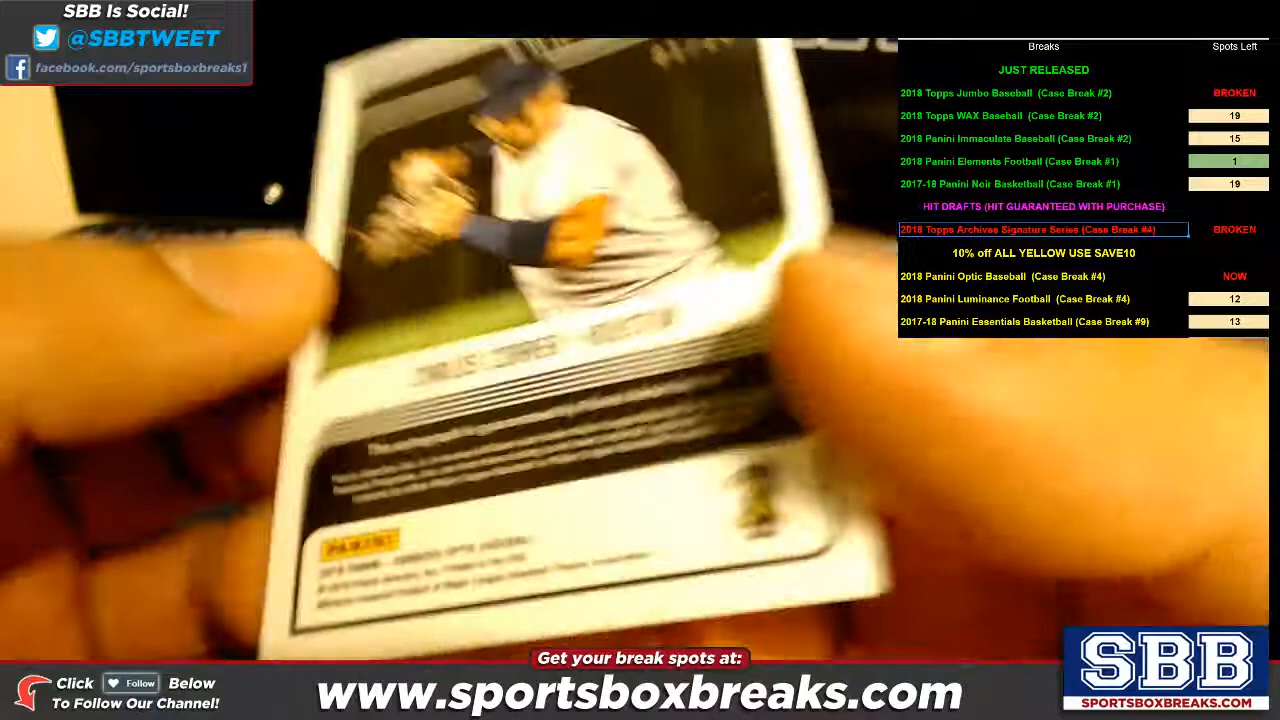 SBB Is Social!
@SBBTWEET
facebook.com/sportsboxbreaks1
Breaks Spots Left
JUST RELEASED
2018 Topps Jumbo Baseball (Case Break #2) BROKEN
2018 Topps WAX Baseball (Case Break #2) 19
2018 Panini Immaculate Baseball (Case Break #2) 15
2018 Panini Elements Football (Case Break #1) 1
2017-18 Panini Noir Basketball (Case Break #1) 19
HIT DRAFTS (HIT GUARANTEED WITH PURCHASE)
2018 Topps Archives Signature Series (Case Break #4) BROKEN
10% off ALL YELLOW USE SAVE10
2018 Panini Optic Baseball (Case Break #4) NOW
2018 Panini Luminance Football (Case Break #4) 12
2017-18 Panini Essentials Basketball (Case Break #9) 13
PANINI
Get your break spots at:
Click Follow Below
To Follow Our Channel!
www.sportsboxbreaks.com
SBB
SPORTSBOXBREAKS.COM